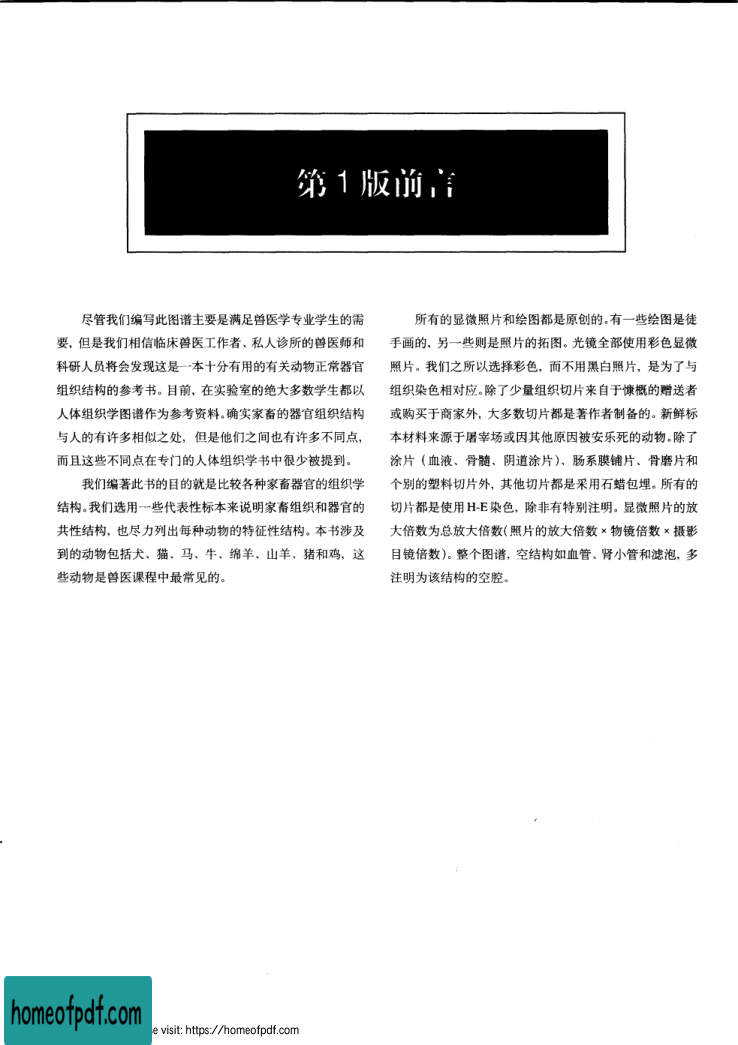 第1版前言
尽管我们编写此图谱主要是满足兽医学专业学生的需
要，但是我们相信临床兽医工作者、私人诊所的兽医师和
科研人员将会发现这是一本十分有用的有关动物正常器官
组织结构的参考书。目前，在实验室的绝大多数学生都以
人体组织学图谱作为参考资料。确实家畜的器官组织结构
与人的有许多相似之处，但是他们之间也有许多不同点，
而且这些不同点在专门的人体组织学书中很少被提到。
我们编著此书的目的就是比较各种家畜器官的组织学
结构。我们选用一些代表性标本来说明家畜组织和器官的
共性结构，也尽力列出每种动物的特征性结构。本书涉及
到的动物包括犬、猫、马、牛、绵羊、山羊、猪和鸡，这
些动物是兽医课程中最常见的。
所有的显微照片和绘图都是原创的。有一些绘图是徒
手画的，另一些则是照片的拓图。光镜全部使用彩色显微
照片。我们之所以选择彩色，而不用黑白照片，是为了与
组织染色相对应。除了少量组织切片来自于慷慨的赠送者
或购买于商家外，大多数切片都是著作者制备的。新鲜标
本材料来源于屠宰场或因其他原因被安乐死的动物。除了
涂片（血液、骨髓、阴道涂片）、肠系膜铺片、骨磨片和
个别的塑料切片外，其他切片都是采用石蜡包埋。所有的
切片都是使用H-E染色，除非有特别注明。显微照片的放
大倍数为总放大倍数（照片的放大倍数×物镜倍数×摄影
目镜倍数）。整个图谱，空结构如血管、肾小管和滤泡，多
注明为该结构的空腔。
homeofpdf.com
e visit: https://homeofpdf.com